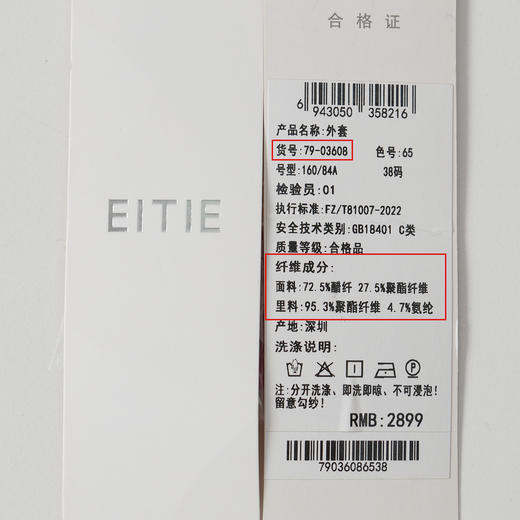 合格证
EITIE
6 943050 358216
产品名称:外套
货号:79-03608 色号:65
号型:160/84A 38码
检验员:01
执行标准:FZ/T81007-2022
安全技术类别:GB18401 C类
质量等级:合格品
纤维成分:
面料:72.5%醋纤 27.5%聚酯纤维
里料:95.3%聚酯纤维 4.7%氨纶
产地:深圳
洗涤说明:
注:分开洗涤、即洗即晾、不可浸泡!
留意勾纱!
RMB:2899
79036086538